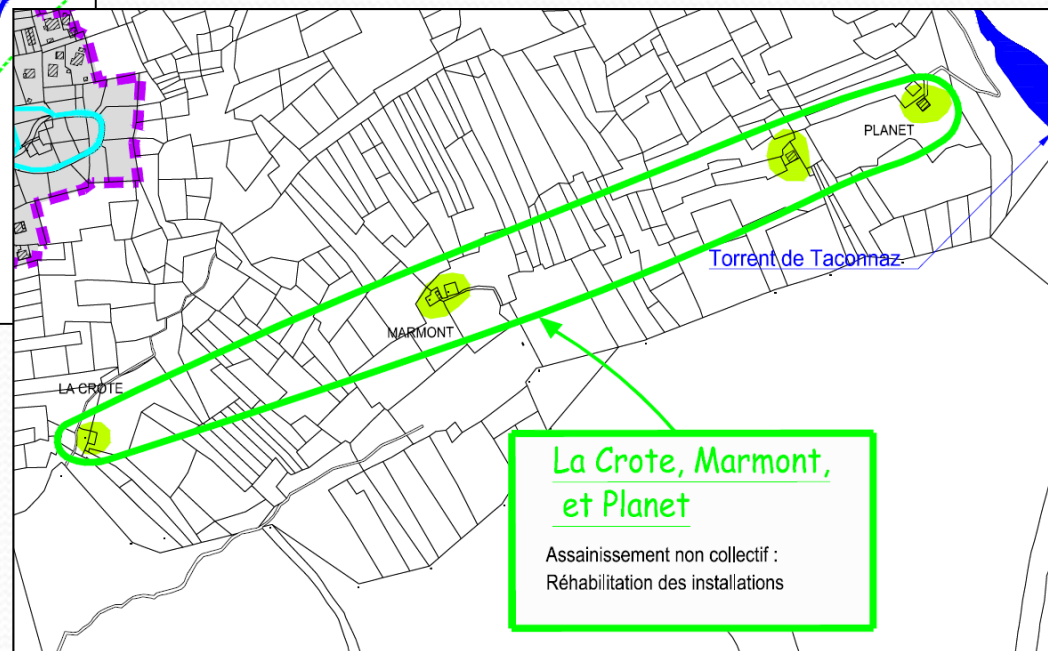 PLANET
Torrent de Taconnaz
MARMONT
LA CROTE
La Crote, Marmont,
et Planet
Assainissement non collectif :
Réhabilitation des installations